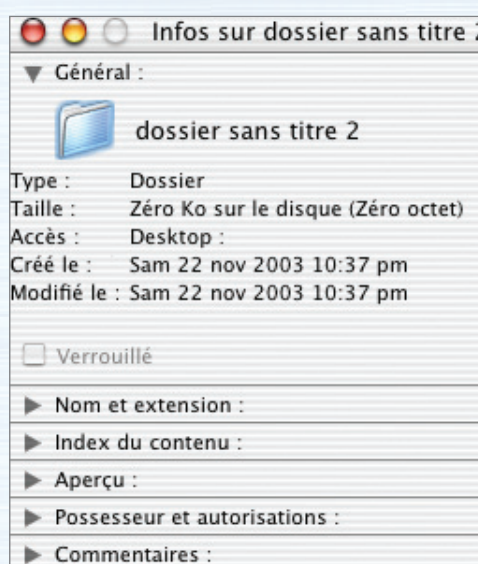 Infos sur dossier sans titre
Général :
dossier sans titre 2
Type : Dossier
Taille : Zéro Ko sur le disque (Zéro octet)
Accès : Desktop :
Créé le : Sam 22 nov 2003 10:37 pm
Modifié le : Sam 22 nov 2003 10:37 pm
Verrouillé
Nom et extension :
Index du contenu :
Aperçu :
Possesseur et autorisations :
Commentaires :